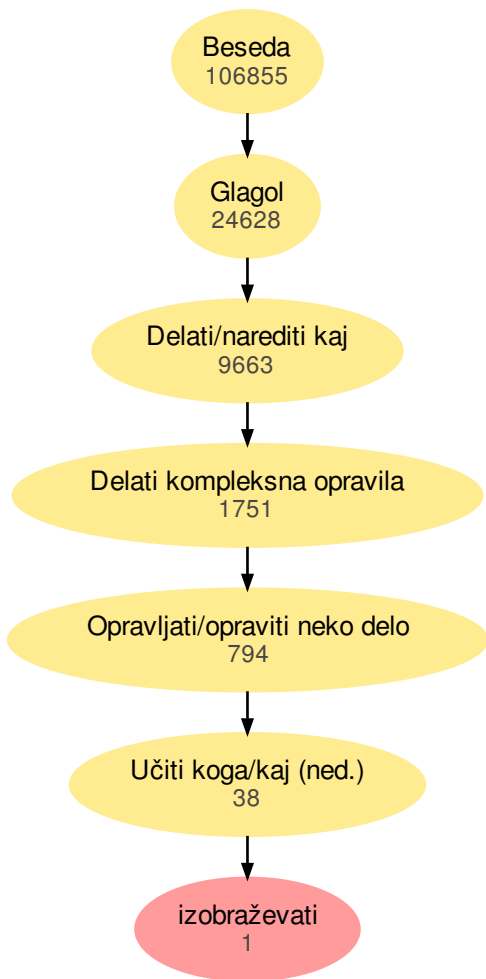 Beseda
106855
Glagol
24628
Delati/narediti kaj
9663
Delati kompleksna opravila
1751
Opravljati/opraviti neko delo
794
Učiti koga/kaj (ned.)
38
izobraževati
1